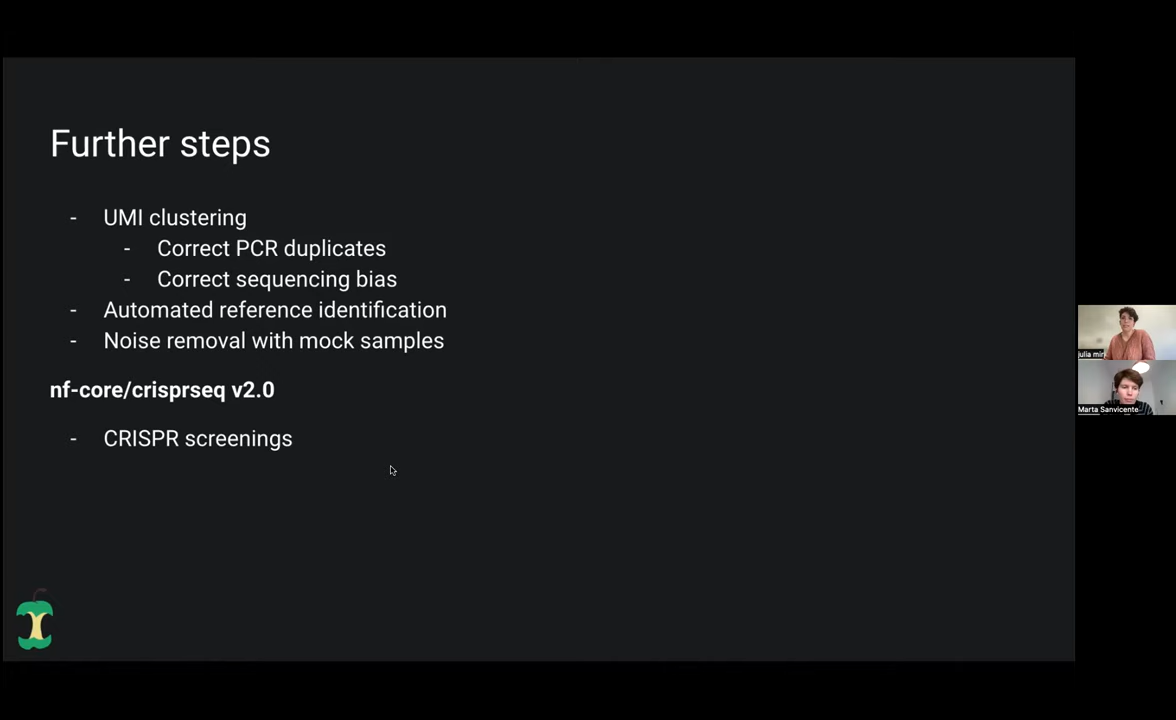 Further steps
- UMI clustering
- Correct PCR duplicates
- Correct sequencing bias
- Automated reference identification
- Noise removal with mock samples
nf-core/crisprseq v2.0
- CRISPR screenings
julia mir
Marta Sanvicente